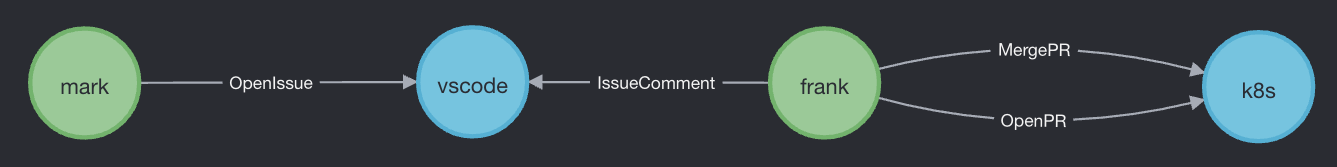 mark
OpenIssue
vscode
IssueComment
frank
MergePR
OpenPR
k8s